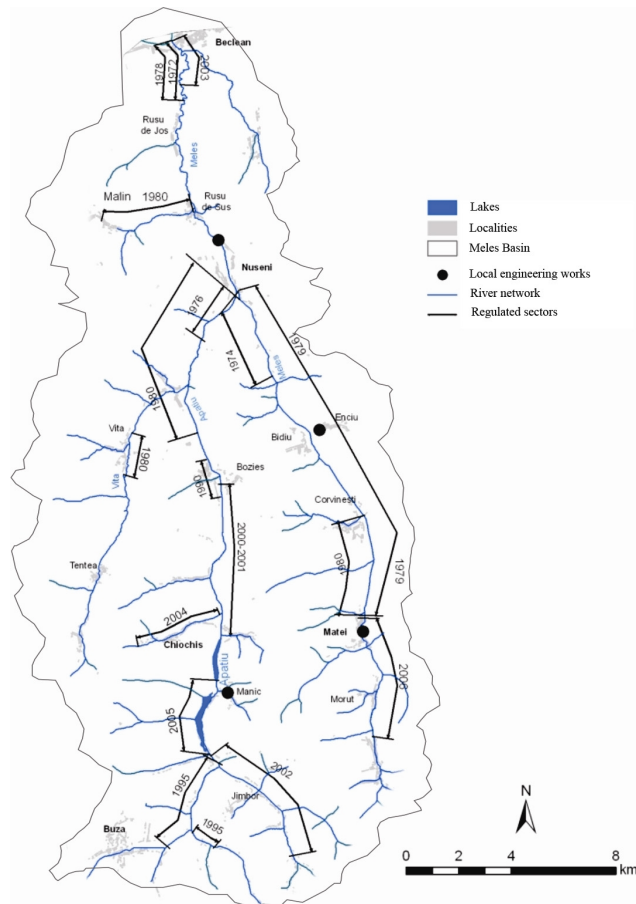 Beclean
1978
1972
2003
Rusu
de Jos
Meles
Malin 1980
Rusu
de Sus
Nuseni
1976
1979
1974
Meles
1980
Apatiu
Enciu
Vita
Bidiu
1980
1990
Bozies
Vita
Corvinești
2000-2001
1980
Tentea
1979
2004
Chiochis
Matei
Apatiu
Manic
2006
Morut
2005
2002
1995
Jimbor
1995
Buza
Lakes
Localities
Meles Basin
Local engineering works
River network
Regulated sectors
N
0 2 4 8
km